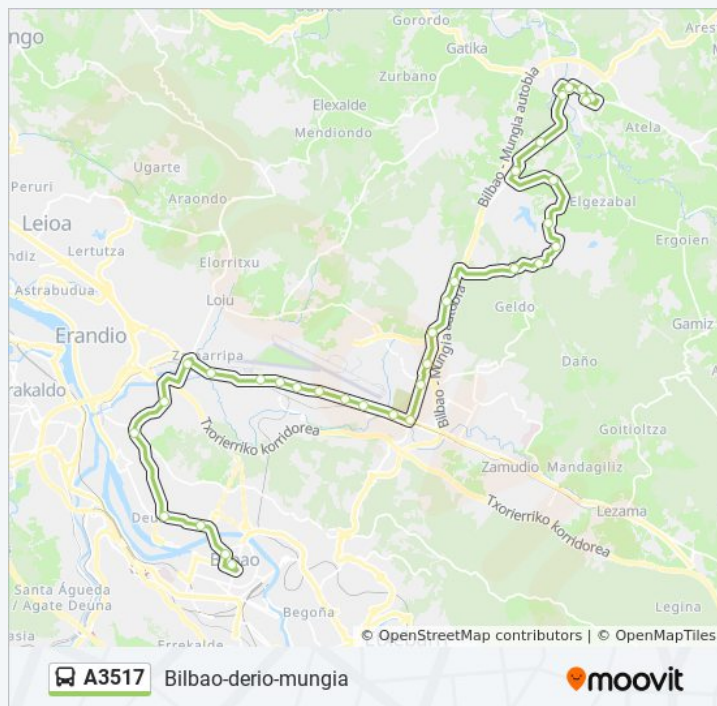 ngo
Gorordo
Ares
Gatika
Zurbano
Elexalde
Mendiondo
Bilbao - Mungia autobia
Atela
Ugarte
Peruri
Araondo
Elgezabal
Leioa
Ergoien
ndiz
Lertutza
Elorritxu
Astrabudua
Loiu
Geldo
Gamiz
Erandio
Bilbao - Mungia autobia
Daño
arakaldo
Txorierriko korridorea
Goitioltza
Zamudio
Mandagiliz
Lezama
Txorierriko korridorea
Deu
Bilbao
Santa Águeda
/ Agate Deuna
Begoña
Legina
asia
Errekalde
© OpenStreetMap contributors | © OpenMapTiles
A3517
Bilbao-derio-mungia
moovit